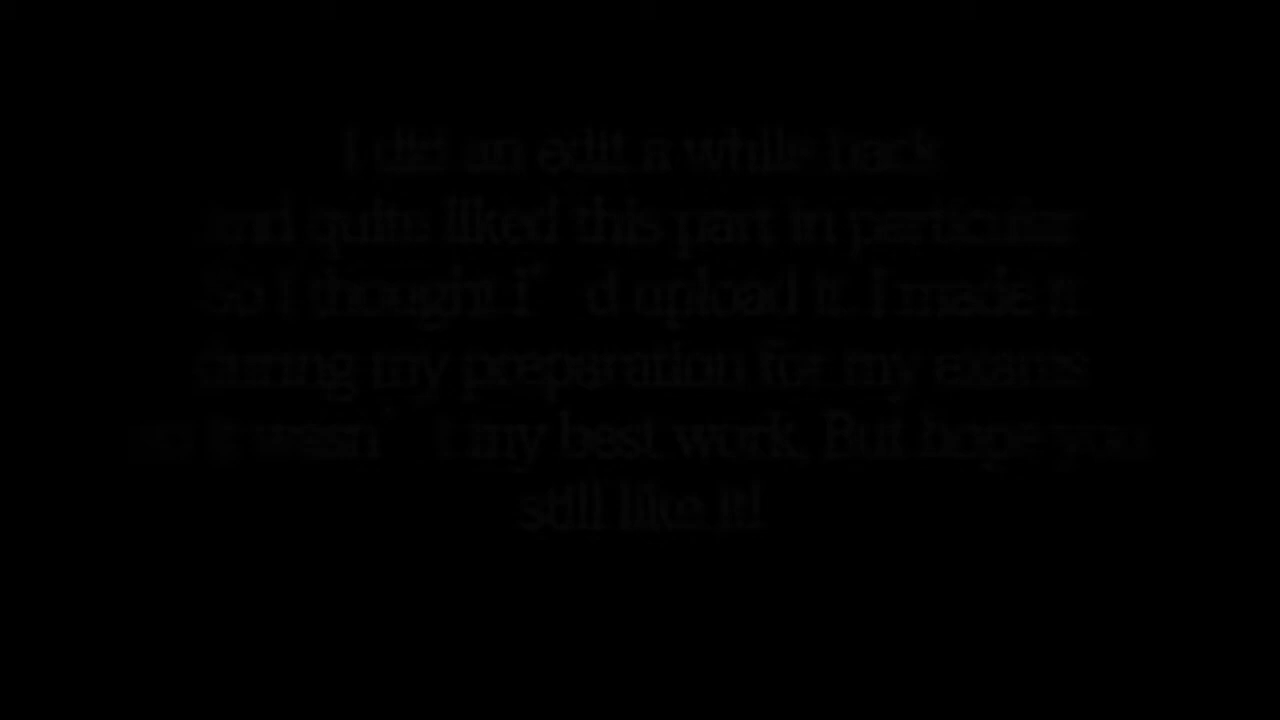 I did an edit a while back
and quite liked this part in particular
So I thought I' d upload it. I made it
during my preparation for my exams
so it wasn' t my best work, But hope you
still like it!